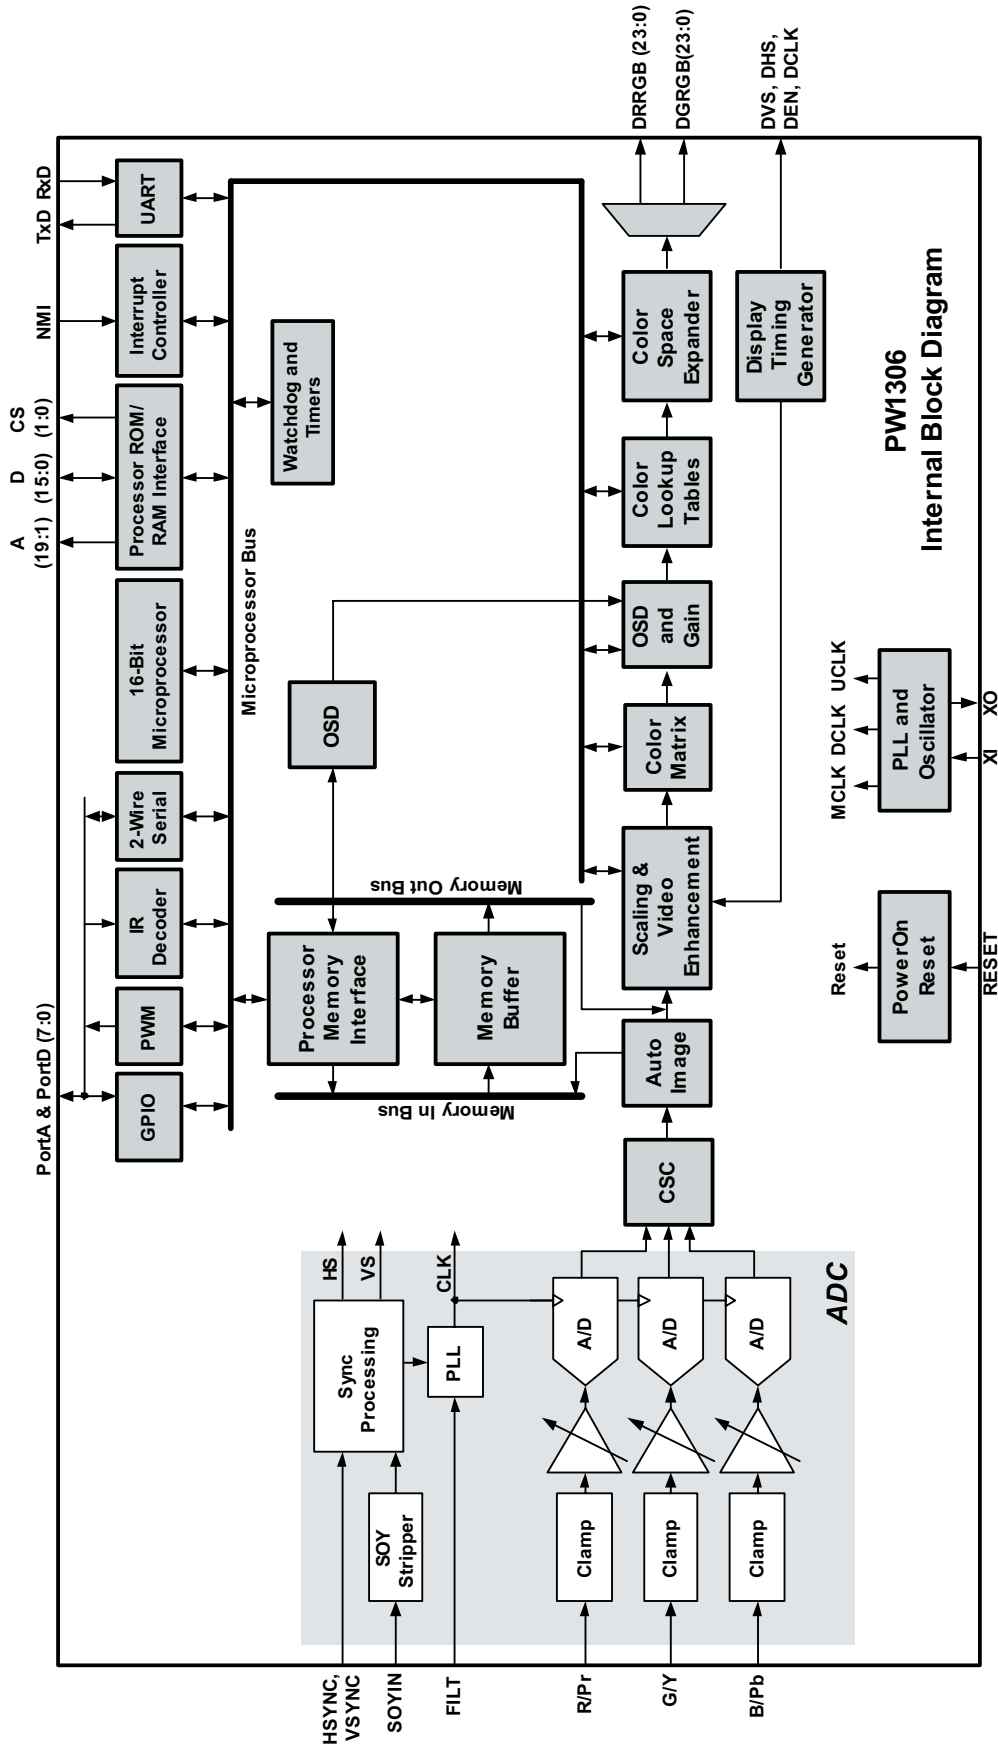 PortA & PortD (7:0)
A
(19:1)
D
(15:0)
CS
(1:0)
NMI
TxD
RxD
GPIO
PWM
IR
Decoder
2-Wire
Serial
16-Bit
Microprocessor
Processor ROM/
RAM Interface
Interrupt
Controller
UART
Microprocessor Bus
Watchdog and
Timers
OSD
Processor
Memory
Interface
Memory
Buffer
Memory In Bus
Memory Out Bus
HSYNC,
VSYNC
SOYIN
FILT
R/Pr
G/Y
B/Pb
SOY
Stripper
Sync
Processing
HS
VS
PLL
CLK
Clamp
A/D
Clamp
A/D
Clamp
A/D
ADC
CSC
Auto
Image
Scaling &
Video
Enhancement
Color
Matrix
OSD
and
Gain
Color
Lookup
Tables
Color
Space
Expander
DRRGB (23:0)
DGRGB(23:0)
Display
Timing
Generator
DVS, DHS,
DEN, DCLK
Reset
PowerOn
Reset
RESET
MCLK
DCLK
UCLK
PLL and
Oscillator
XI
XO
PW1306
Internal Block Diagram